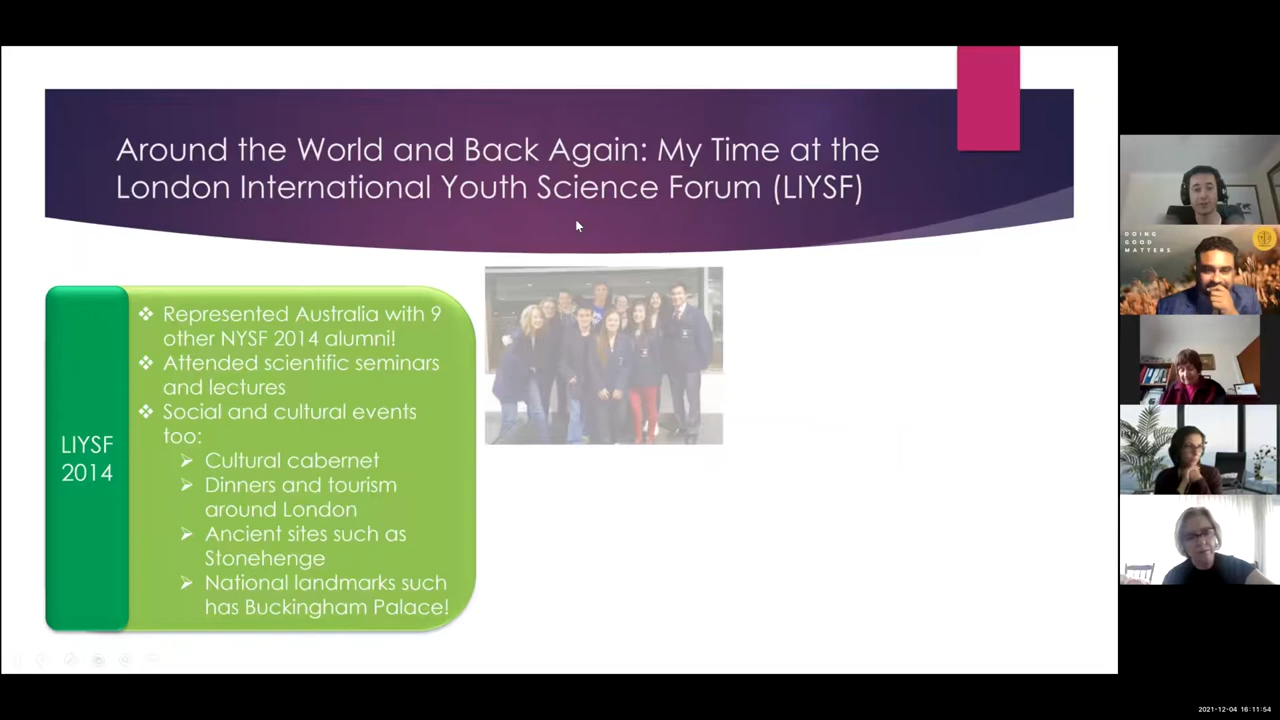 Around the World and Back Again: My Time at the
London International Youth Science Forum (LIYSF)
LIYSF
2014
❖ Represented Australia with 9
other NYSF 2014 alumni!
❖ Attended scientific seminars
and lectures
❖ Social and cultural events
too:
➢ Cultural cabernet
➢ Dinners and tourism
around London
➢ Ancient sites such as
Stonehenge
➢ National landmarks such
has Buckingham Palace!
DOING
GOOD
MATTERS
2021-12-04 16:11:54